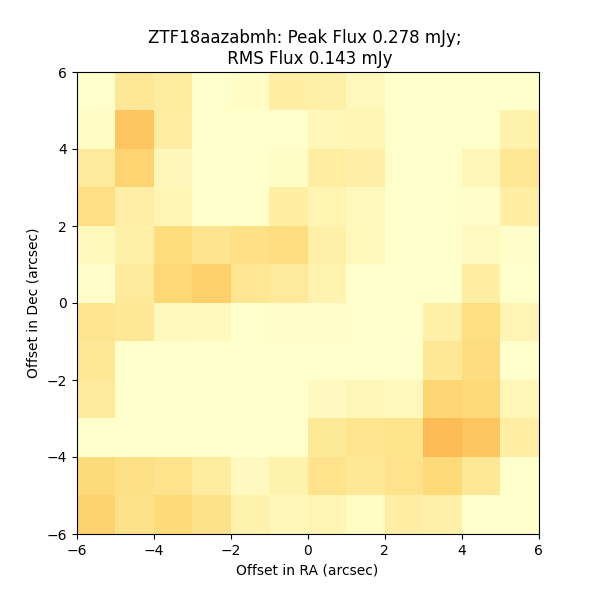 ZTF18aazabmh: Peak Flux 0.278 mJy;
RMS Flux 0.143 mJy
6
4
2
0
−2
−4
−6
Offset in Dec (arcsec)
−6 −4 −2 0 2 4 6
Offset in RA (arcsec)